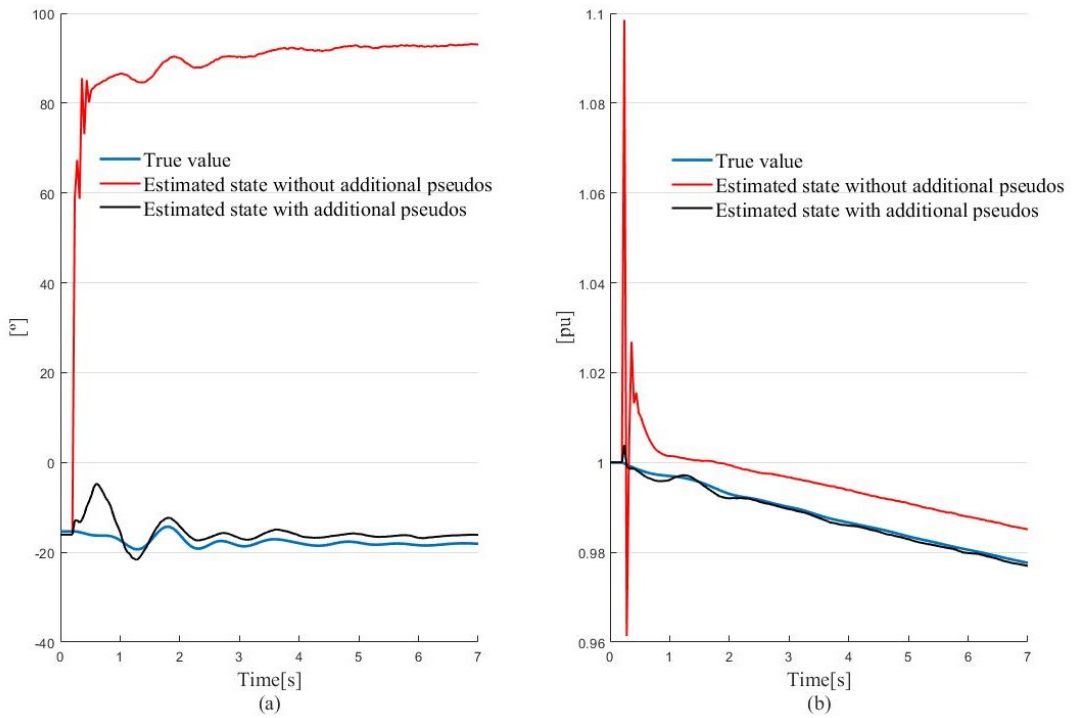 100
80
60
40
20
0
-20
-40
[°]
True value
Estimated state without additional pseudos
Estimated state with additional pseudos
0 1 2 3 4 5 6 7
Time[s]
(a)
1.1
1.08
1.06
1.04
1.02
1
0.98
0.96
[pu]
True value
Estimated state without additional pseudos
Estimated state with additional pseudos
0 1 2 3 4 5 6 7
Time[s]
(b)